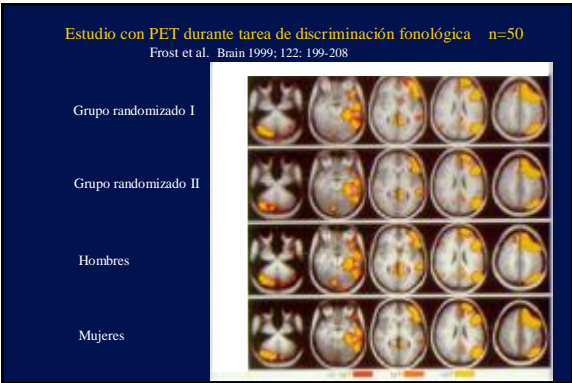 Estudio con PET durante tarea de discriminación fonológica n=50
Frost et al. Brain 1999; 122: 199-208
Grupo randomizado I
Grupo randomizado II
Hombres
Mujeres